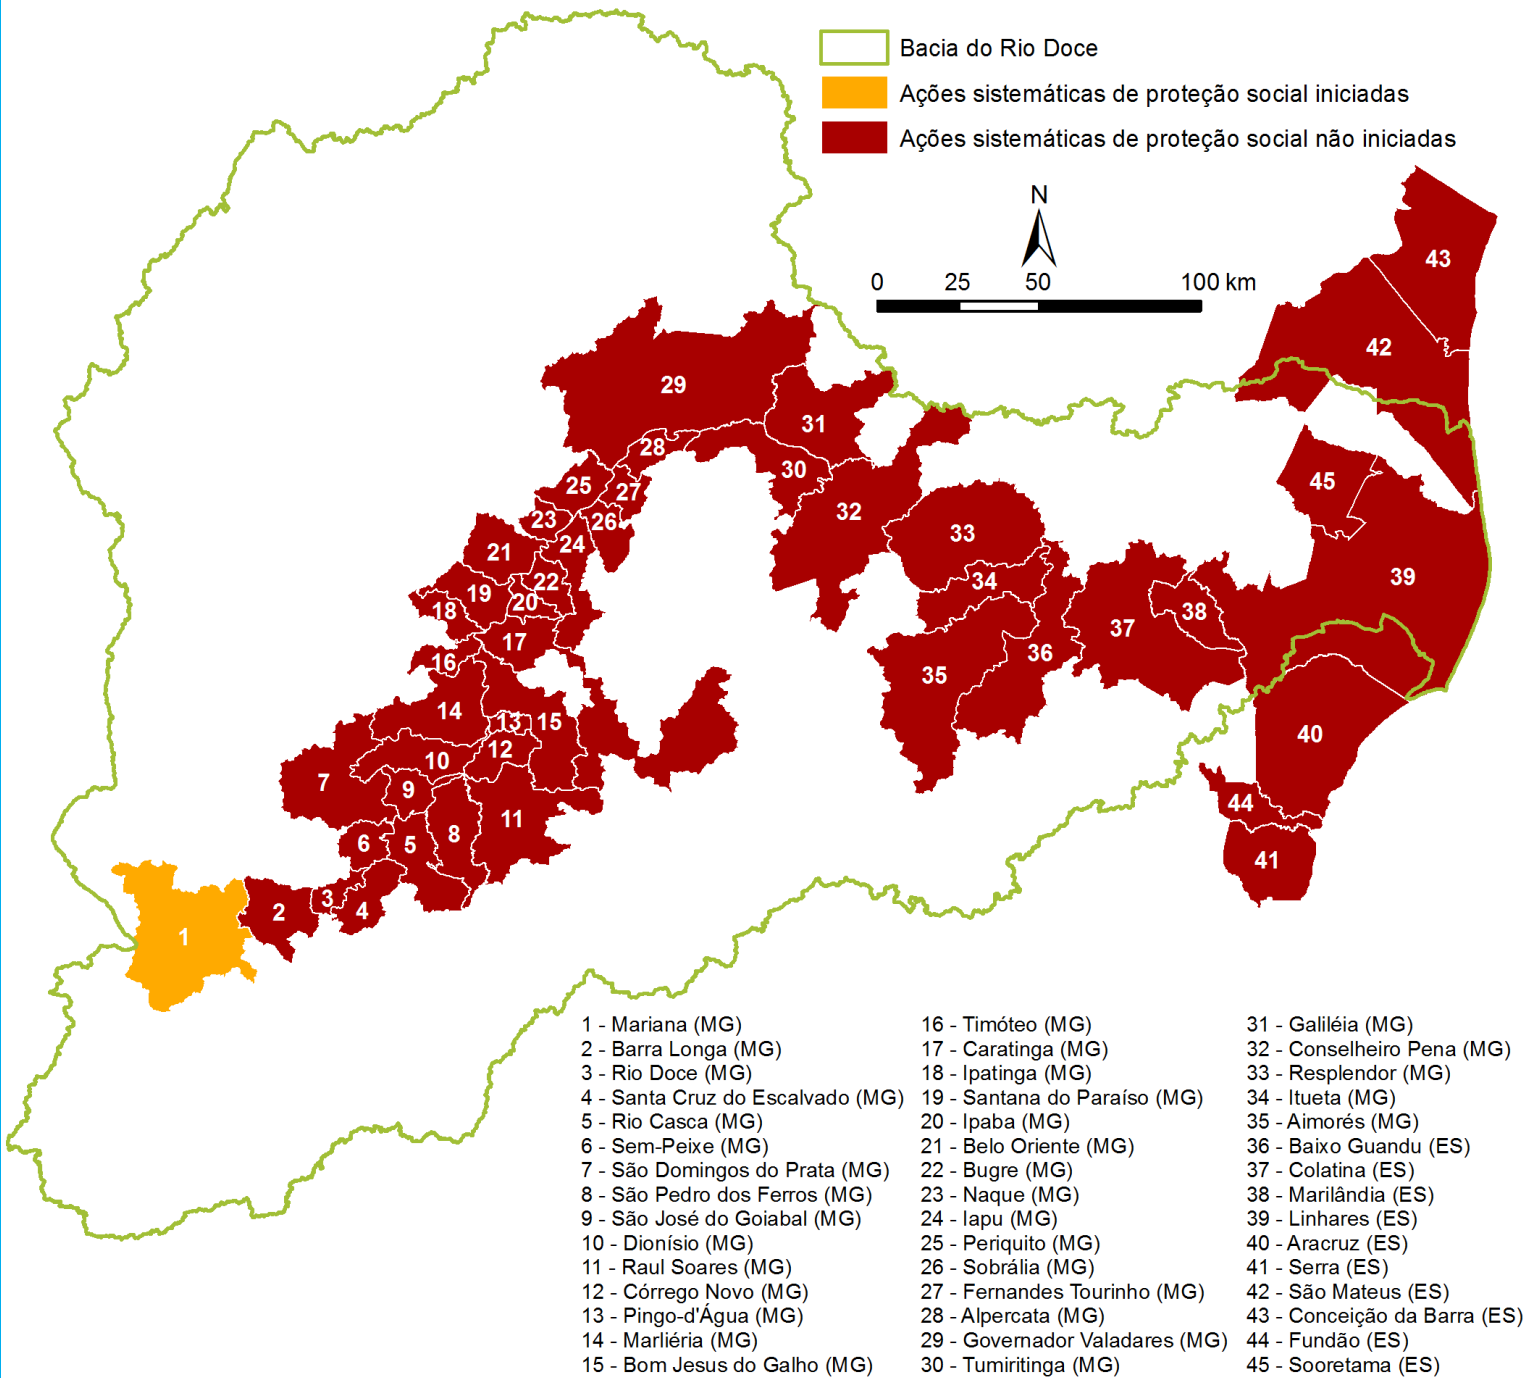 Bacia do Rio Doce
Ações sistemáticas de proteção social iniciadas
Ações sistemáticas de proteção social não iniciadas
N
0 25 50 100 km
43
42
29
31
28
30
45
25
27
32
23
26
33
24
21
39
22
34
19
20
18
38
37
17
36
16
35
14
13
15
40
12
10
7
9
44
11
8
6
5
41
3
2
4
1
1 - Mariana (MG)
2 - Barra Longa (MG)
3 - Rio Doce (MG)
4 - Santa Cruz do Escalvado (MG)
5 - Rio Casca (MG)
6 - Sem-Peixe (MG)
7 - São Domingos do Prata (MG)
8 - São Pedro dos Ferros (MG)
9 - São José do Goiabal (MG)
10 - Dionísio (MG)
11 - Raul Soares (MG)
12 - Córrego Novo (MG)
13 - Pingo-d'Água (MG)
14 - Marliéria (MG)
15 - Bom Jesus do Galho (MG)
16 - Timóteo (MG)
17 - Caratinga (MG)
18 - Ipatinga (MG)
19 - Santana do Paraíso (MG)
20 - Ipaba (MG)
21 - Belo Oriente (MG)
22 - Bugre (MG)
23 - Naque (MG)
24 - Iapu (MG)
25 - Periquito (MG)
26 - Sobrália (MG)
27 - Fernandes Tourinho (MG)
28 - Alpercata (MG)
29 - Governador Valadares (MG)
30 - Tumiritinga (MG)
31 - Galiléia (MG)
32 - Conselheiro Pena (MG)
33 - Resplendor (MG)
34 - Itueta (MG)
35 - Aimorés (MG)
36 - Baixo Guandu (ES)
37 - Colatina (ES)
38 - Marilândia (ES)
39 - Linhares (ES)
40 - Aracruz (ES)
41 - Serra (ES)
42 - São Mateus (ES)
43 - Conceição da Barra (ES)
44 - Fundão (ES)
45 - Sooretama (ES)